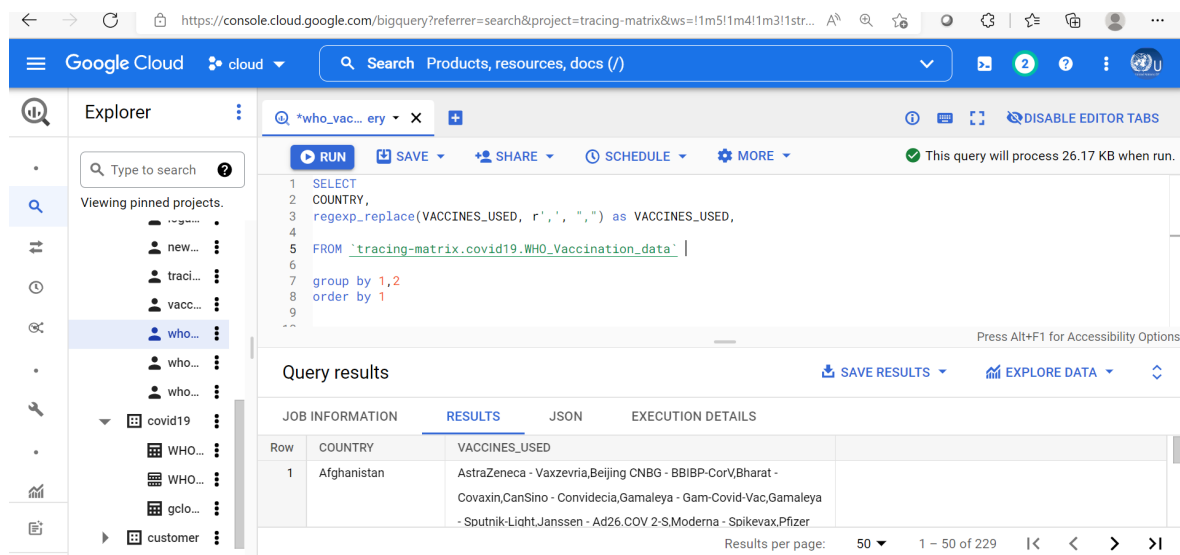 https://console.cloud.google.com/bigquery?referrer=search&project=tracing-matrix&ws=!1m5!1m4!1m3!1str...
Google Cloud cloud Search Products, resources, docs (/) 2
Explorer *who_vac... ery DISABLE EDITOR TABS
RUN SAVE SHARE SCHEDULE MORE This query will process 26.17 KB when run.
Type to search
Viewing pinned projects.
new...
traci...
vacc...
who...
who...
who...
covid19
WHO...
WHO...
gclo...
customer
1 SELECT
2 COUNTRY,
3 regexp_replace(VACCINES_USED, r',', ",") as VACCINES_USED,
4
5 FROM `tracing-matrix.covid19.WHO_Vaccination_data`
6
7 group by 1,2
8 order by 1
9
Press Alt+F1 for Accessibility Options
Query results SAVE RESULTS EXPLORE DATA
JOB INFORMATION RESULTS JSON EXECUTION DETAILS
Row COUNTRY VACCINES_USED
1 Afghanistan AstraZeneca - Vaxzevria,Beijing CNBG - BBIBP-CorV,Bharat -
Covaxin,CanSino - Convidecia,Gamaleya - Gam-Covid-Vac,Gamaleya
- Sputnik-Light,Janssen - Ad26.COV 2-S,Moderna - Spikevax,Pfizer
Results per page: 50 1 – 50 of 229